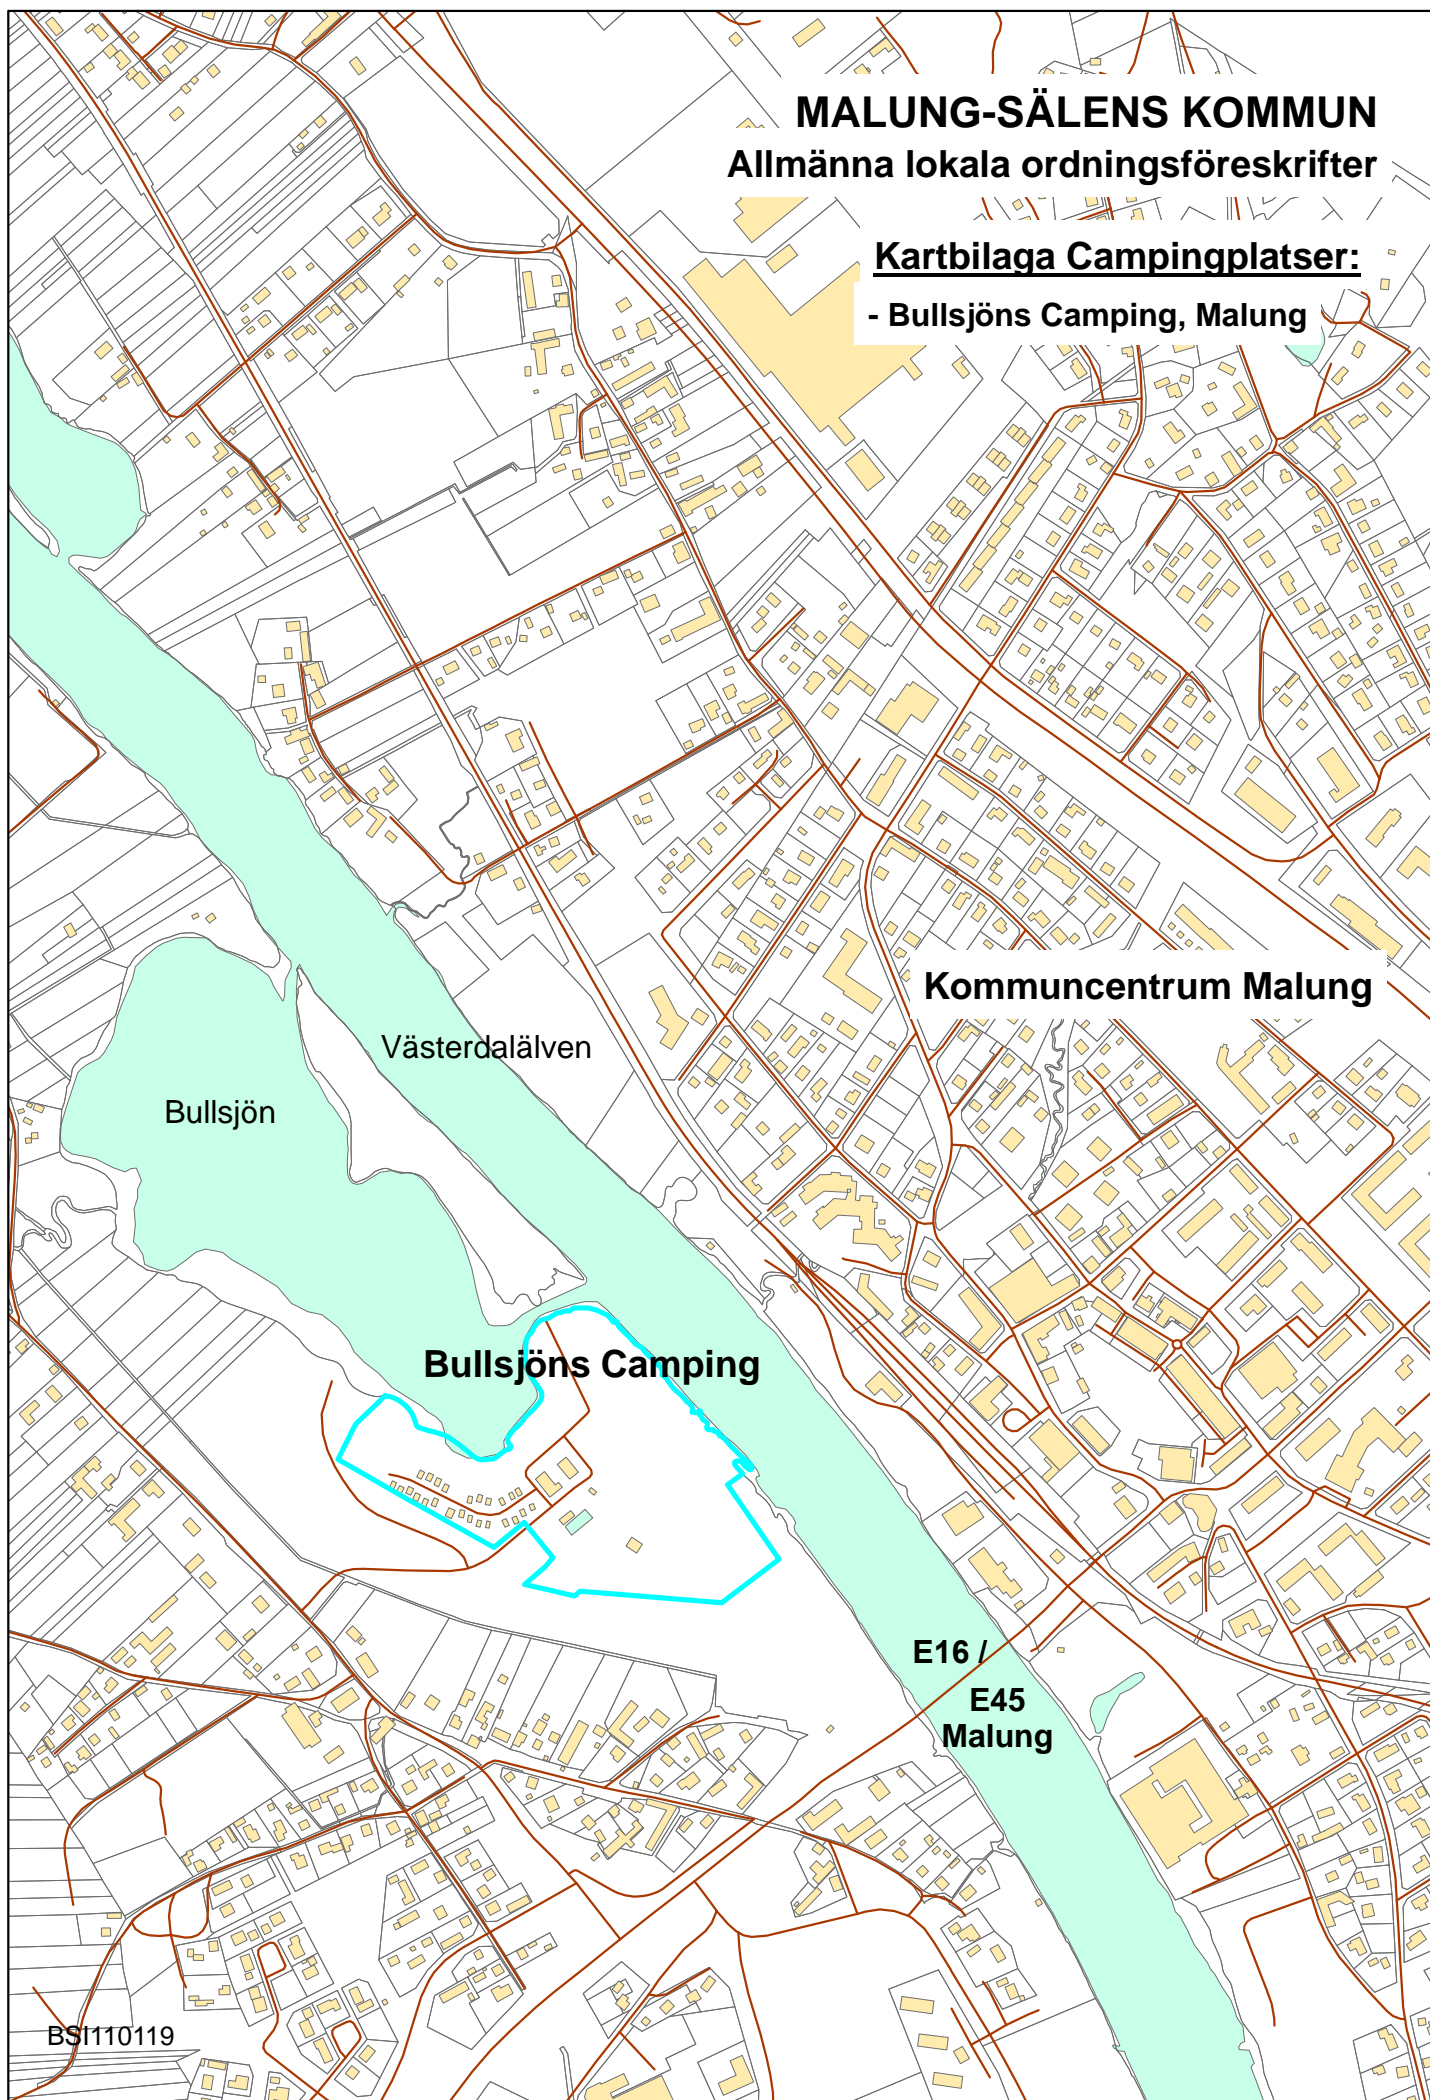 MALUNG-SÄLENS KOMMUN
Allmänna lokala ordningsföreskrifter
Kartbilaga Campingplatser:
- Bullsjöns Camping, Malung
Kommuncentrum Malung
Västerdalälven
Bullsjön
Bullsjöns Camping
E16 /
E45
Malung
BSI110119